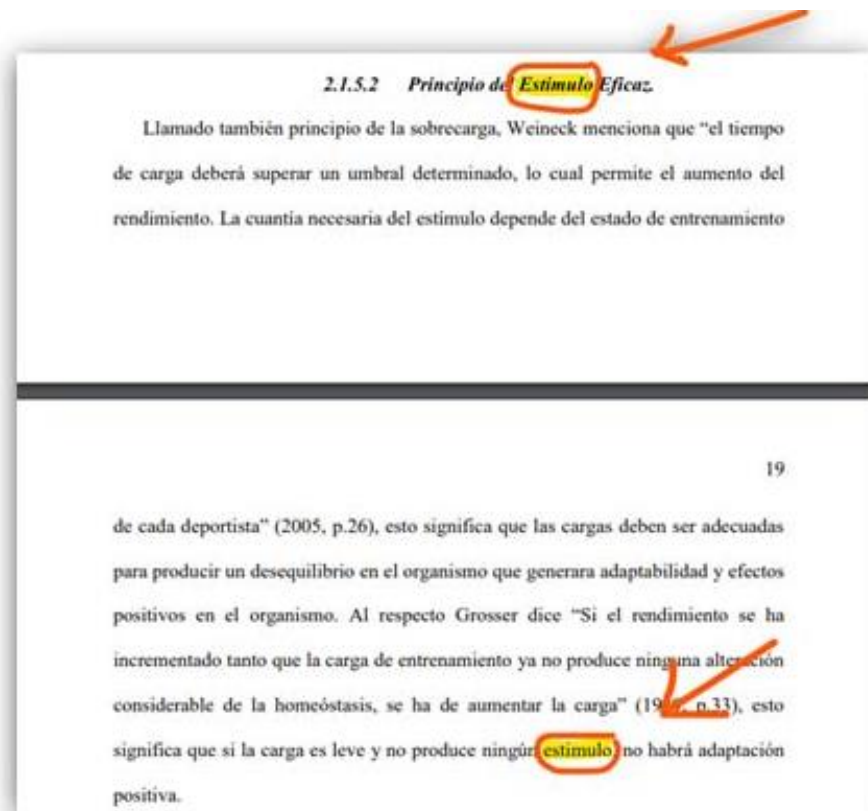 2.1.5.2 Principio del Estímulo Eficaz.
Llamado también principio de la sobrecarga, Weineck menciona que “el tiempo
de carga deberá superar un umbral determinado, lo cual permite el aumento del
rendimiento. La cuantía necesaria del estímulo depende del estado de entrenamiento
19
de cada deportista” (2005, p.26), esto significa que las cargas deben ser adecuadas
para producir un desequilibrio en el organismo que generara adaptabilidad y efectos
positivos en el organismo. Al respecto Grosser dice “Si el rendimiento se ha
incrementado tanto que la carga de entrenamiento ya no produce ninguna alteración
considerable de la homeóstasis, se ha de aumentar la carga” ( p.33), esto
significa que si la carga es leve y no produce ningún estímulo, no habrá adaptación
positiva.